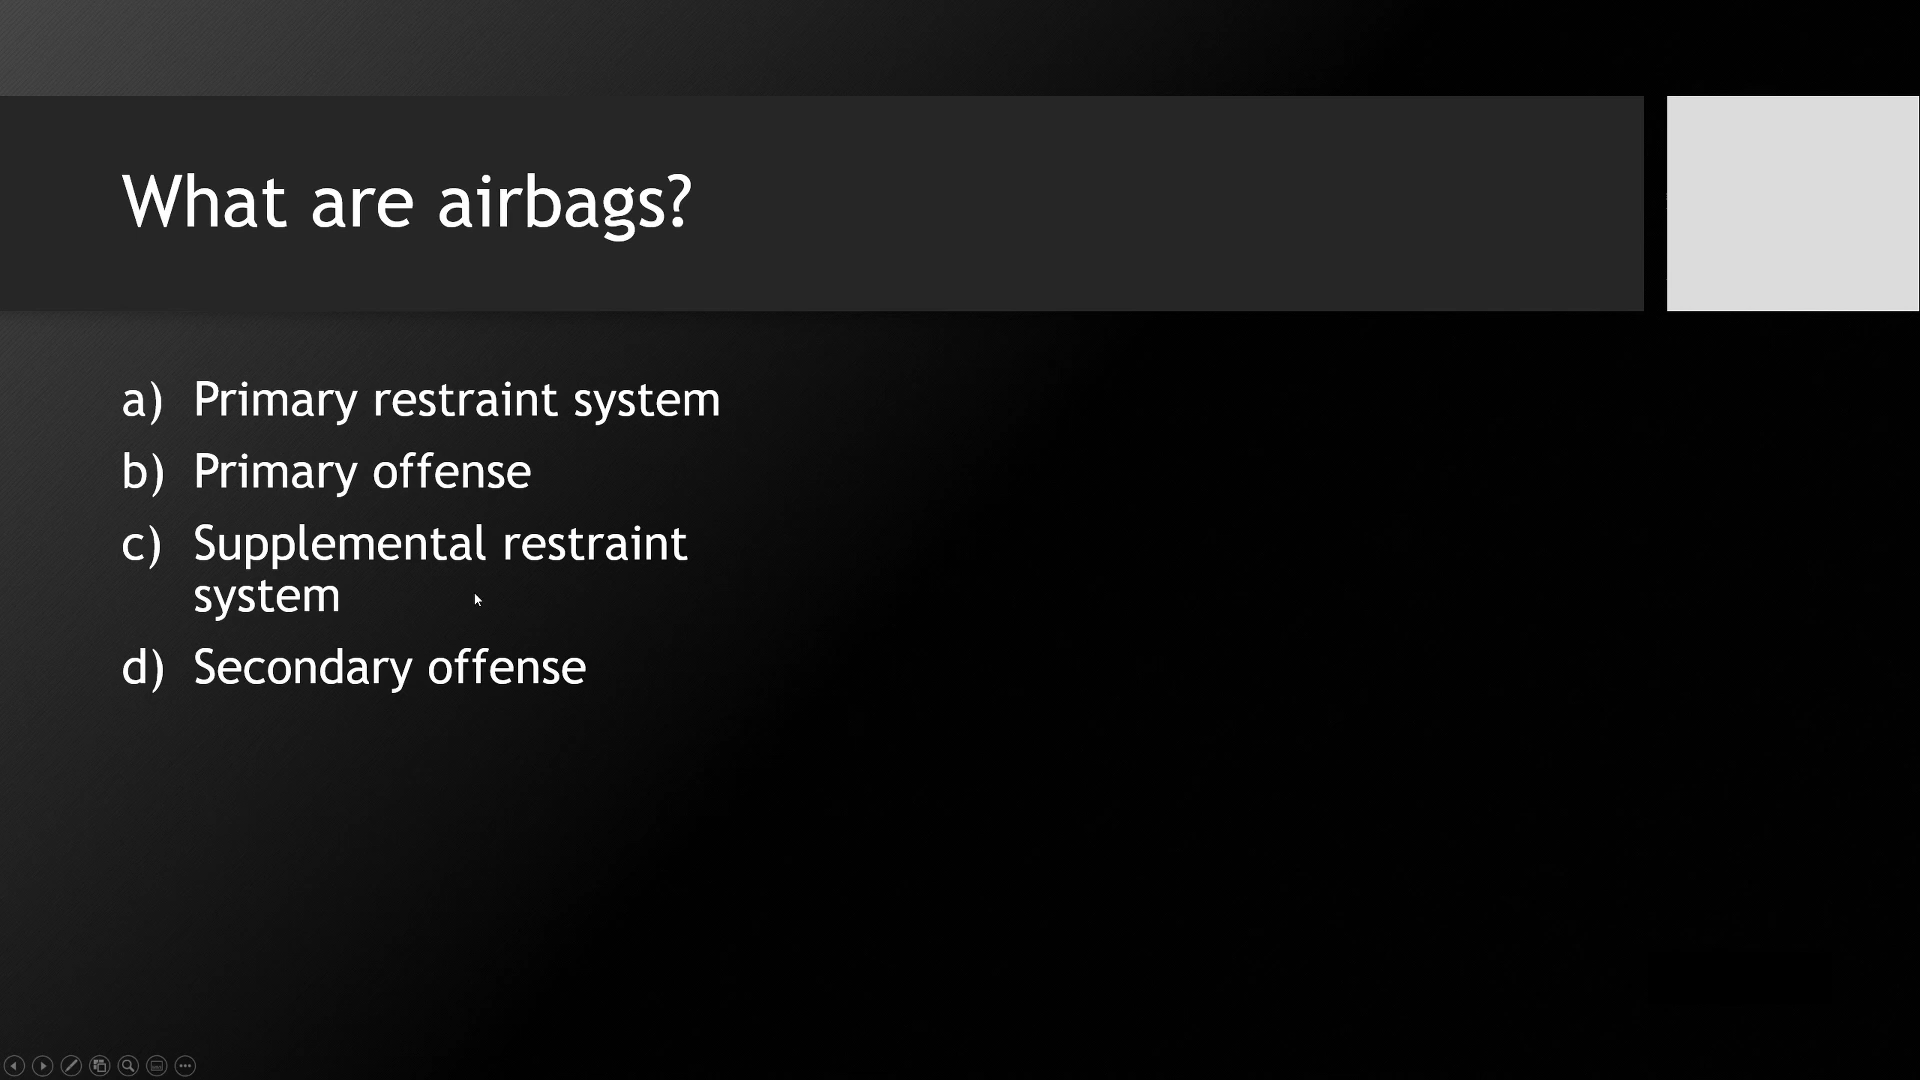 What are airbags?
a) Primary restraint system
b) Primary offense
c) Supplemental restraint
system
d) Secondary offense